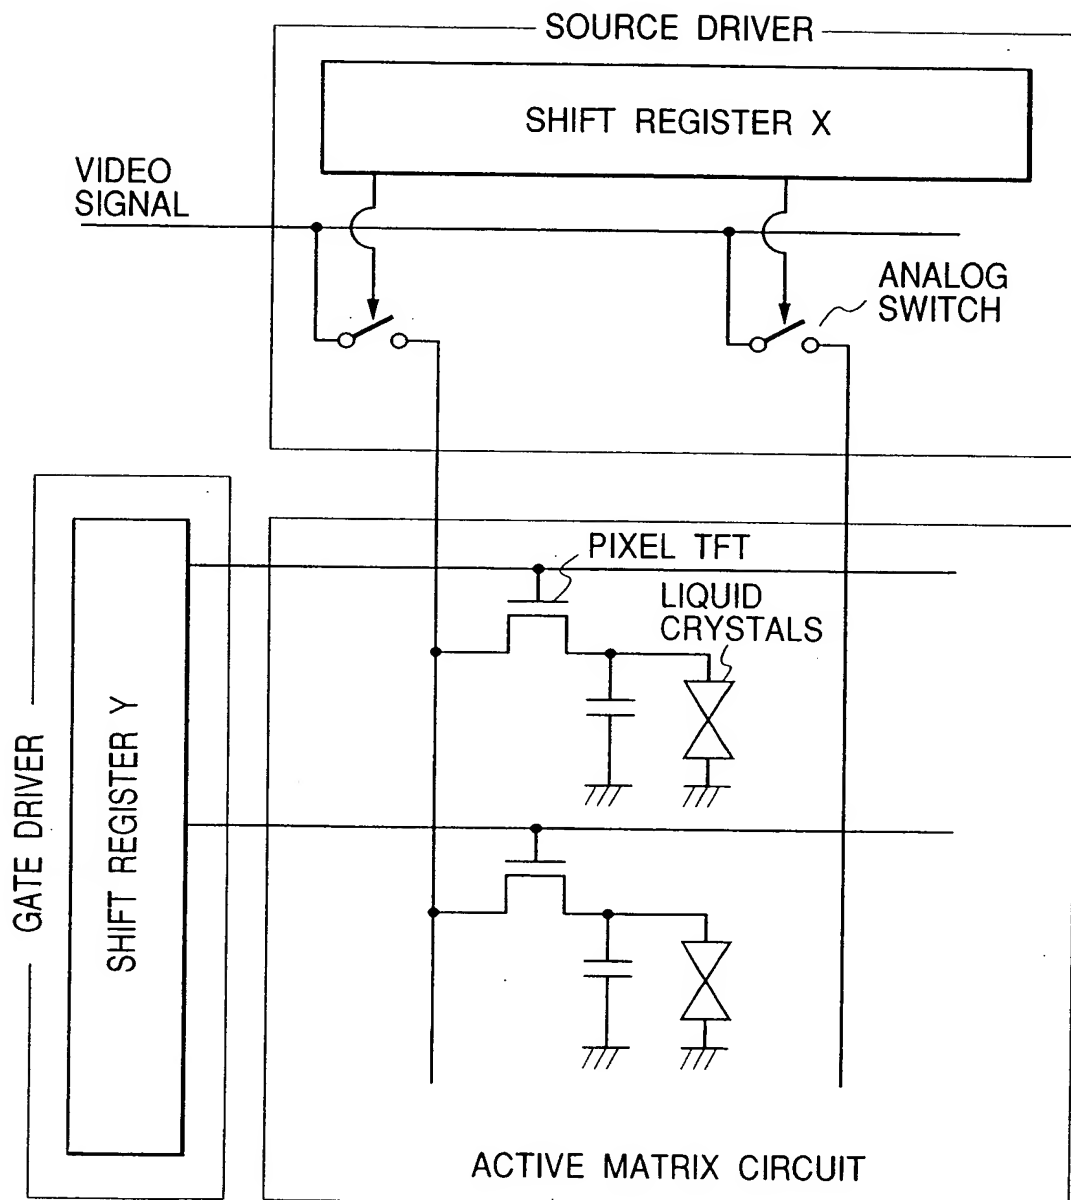 SOURCE DRIVER
SHIFT REGISTER X
VIDEO
SIGNAL
ANALOG
SWITCH
PIXEL TFT
LIQUID
CRYSTALS
GATE DRIVER
SHIFT REGISTER Y
ACTIVE MATRIX CIRCUIT